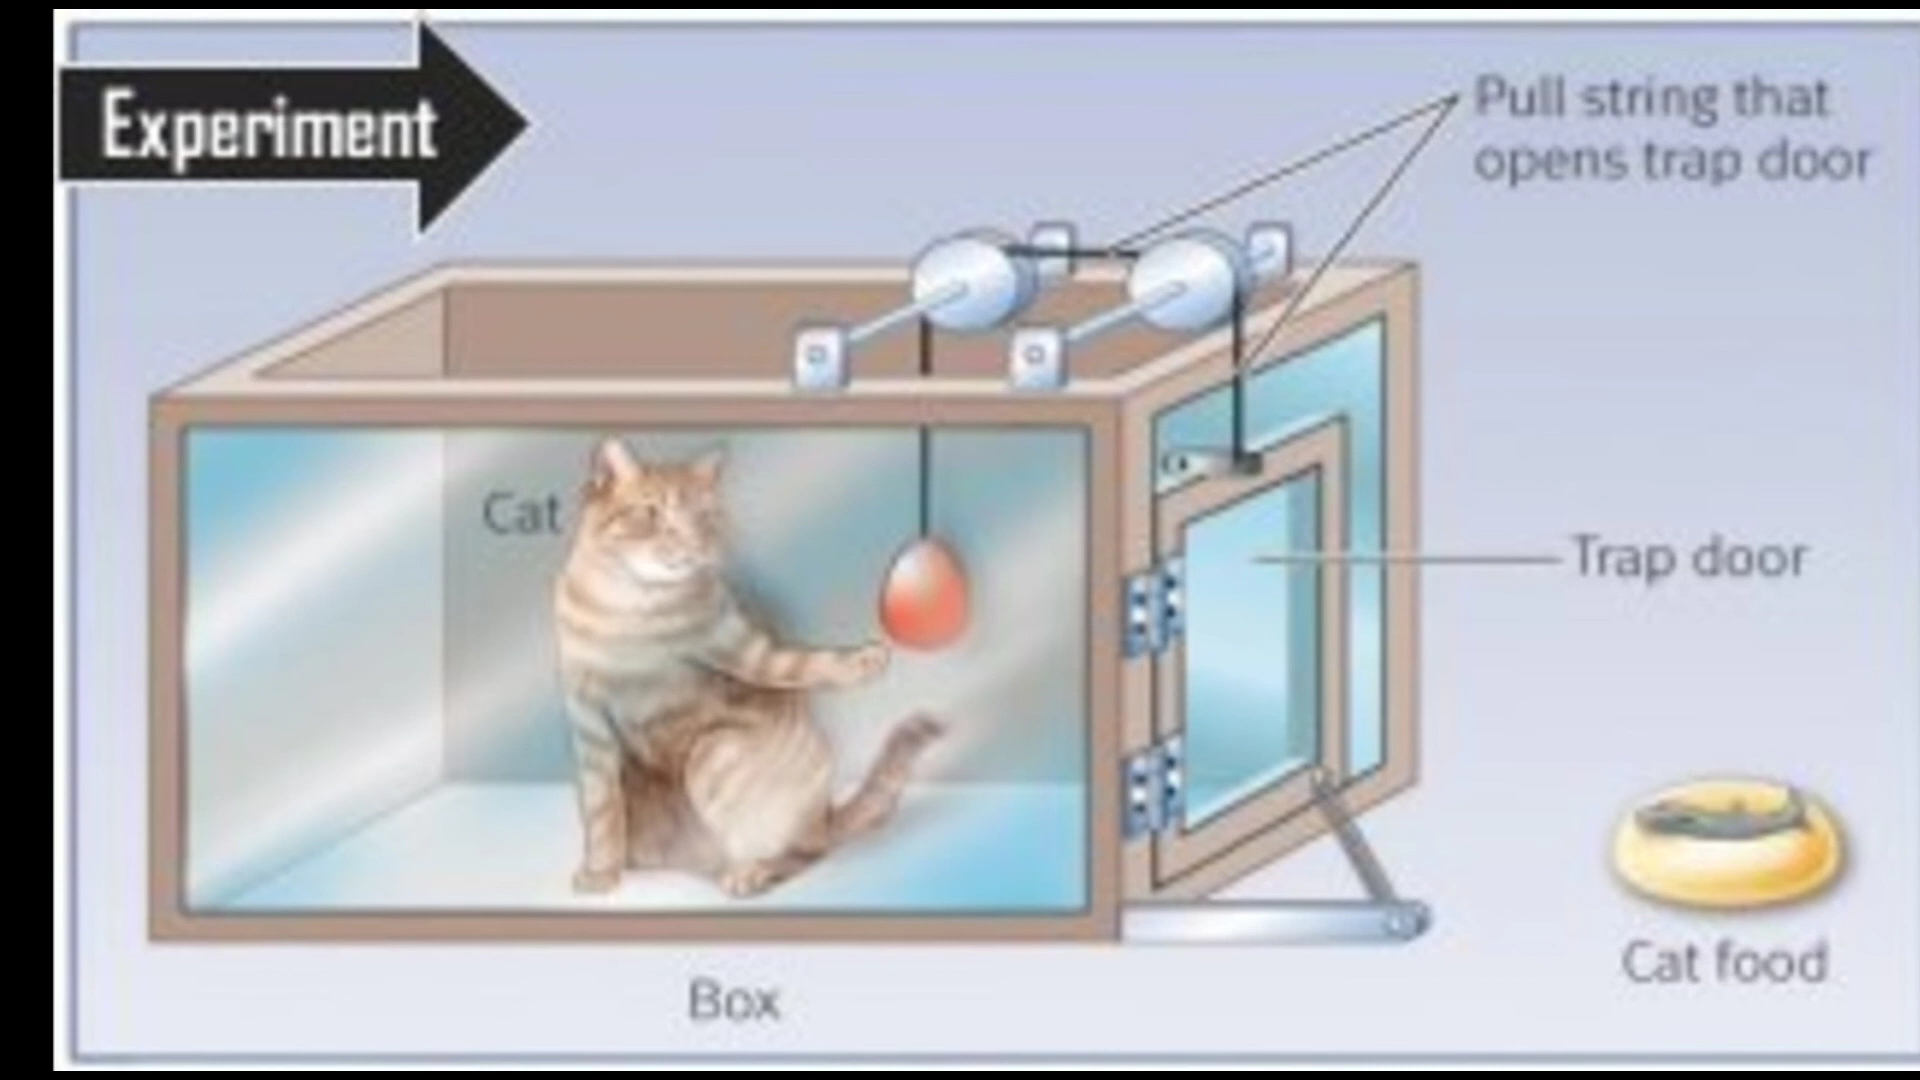 Experiment
Pull string that
opens trap door
Cat
Trap door
Cat food
Box